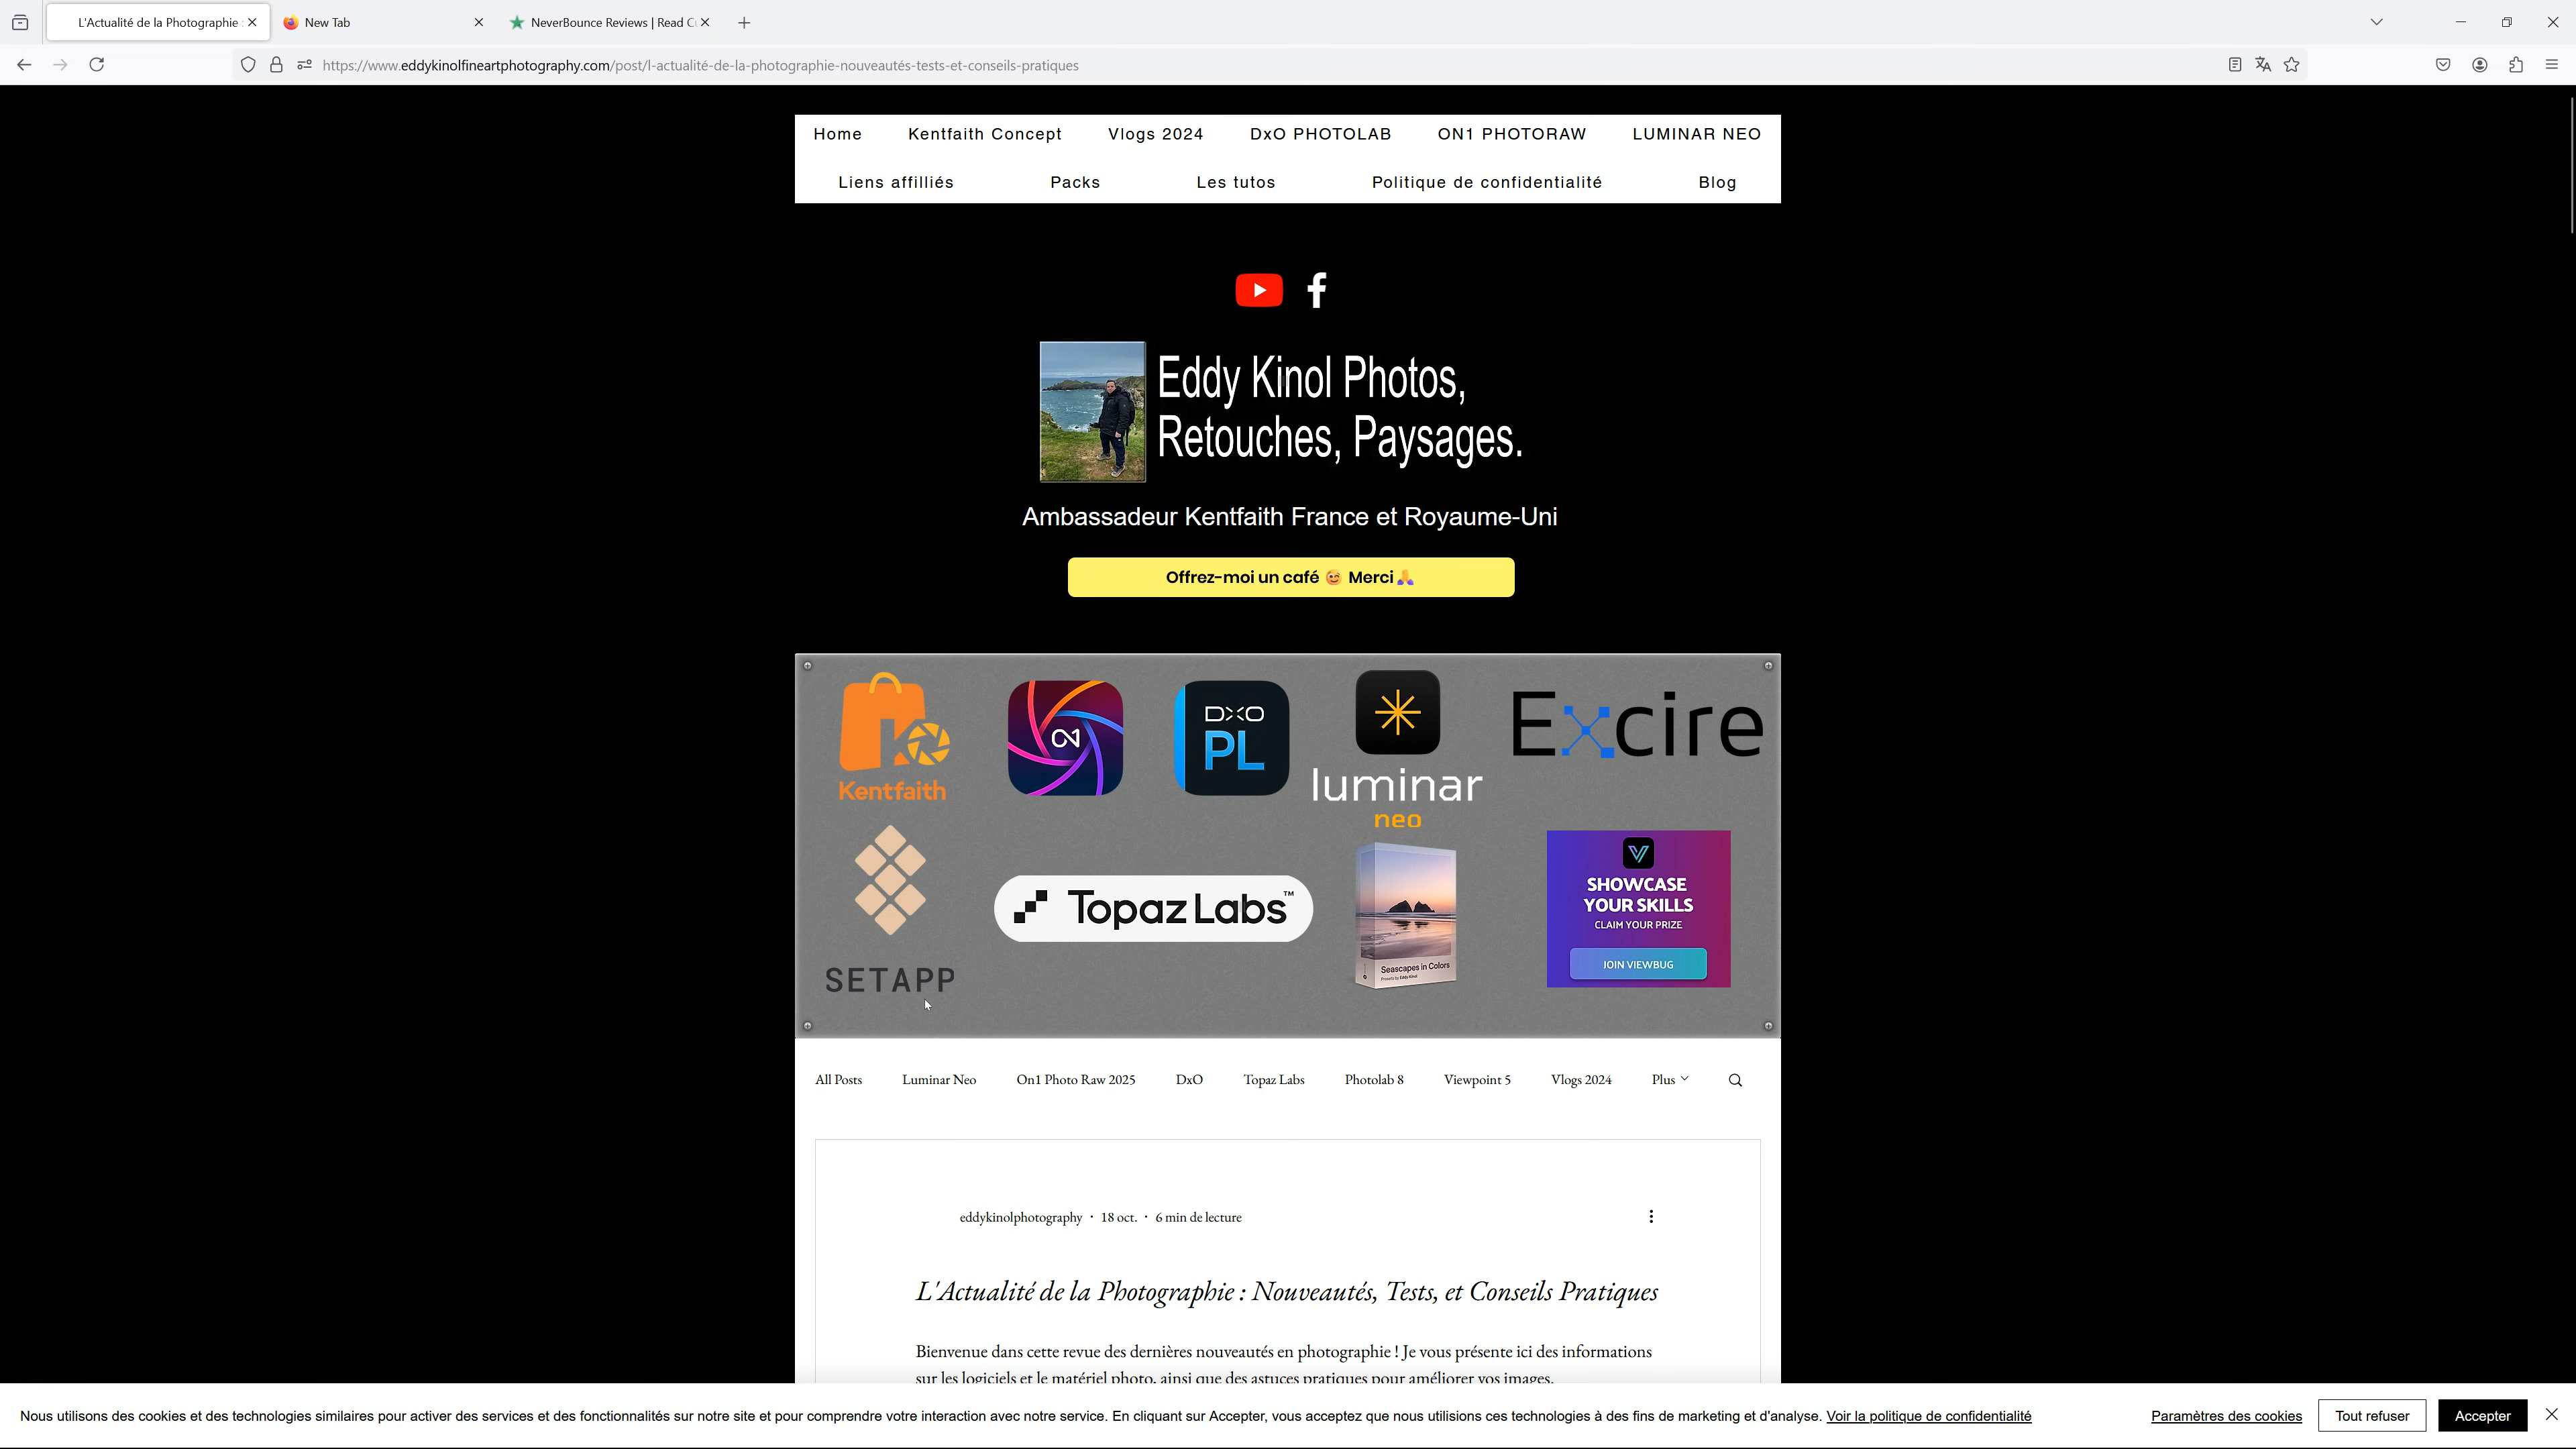 L'Actualité de la Photographie :
New Tab
NeverBounce Reviews | Read Cu
https://www.eddykinolfineartphotography.com/post/l-actualité-de-la-photographie-nouveautés-tests-et-conseils-pratiques
Home Kentfaith Concept Vlogs 2024 DxO PHOTOLAB ON1 PHOTORAW LUMINAR NEO
Liens affilliés Packs Les tutos Politique de confidentialité Blog
Eddy Kinol Photos,
Retouches, Paysages.
Ambassadeur Kentfaith France et Royaume-Uni
Offrez-moi un café 🥰 Merci🙏
Kentfaith
DXO
PL
luminar
neo
Excire
SETAPP
Topaz Labs™
Seascapes in Colors
Presets by Eddy Kinol
SHOWCASE
YOUR SKILLS
CLAIM YOUR PRIZE
JOIN VIEWBUG
All Posts Luminar Neo On1 Photo Raw 2025 DxO Topaz Labs Photolab 8 Viewpoint 5 Vlogs 2024 Plus
eddykinolphotography · 18 oct. · 6 min de lecture
L'Actualité de la Photographie : Nouveautés, Tests, et Conseils Pratiques
Bienvenue dans cette revue des dernières nouveautés en photographie ! Je vous présente ici des informations
sur les logiciels et le matériel photo, ainsi que des astuces pratiques pour améliorer vos images.
Nous utilisons des cookies et des technologies similaires pour activer des services et des fonctionnalités sur notre site et pour comprendre votre interaction avec notre service. En cliquant sur Accepter, vous acceptez que nous utilisions ces technologies à des fins de marketing et d'analyse. Voir la politique de confidentialité
Paramètres des cookies Tout refuser Accepter